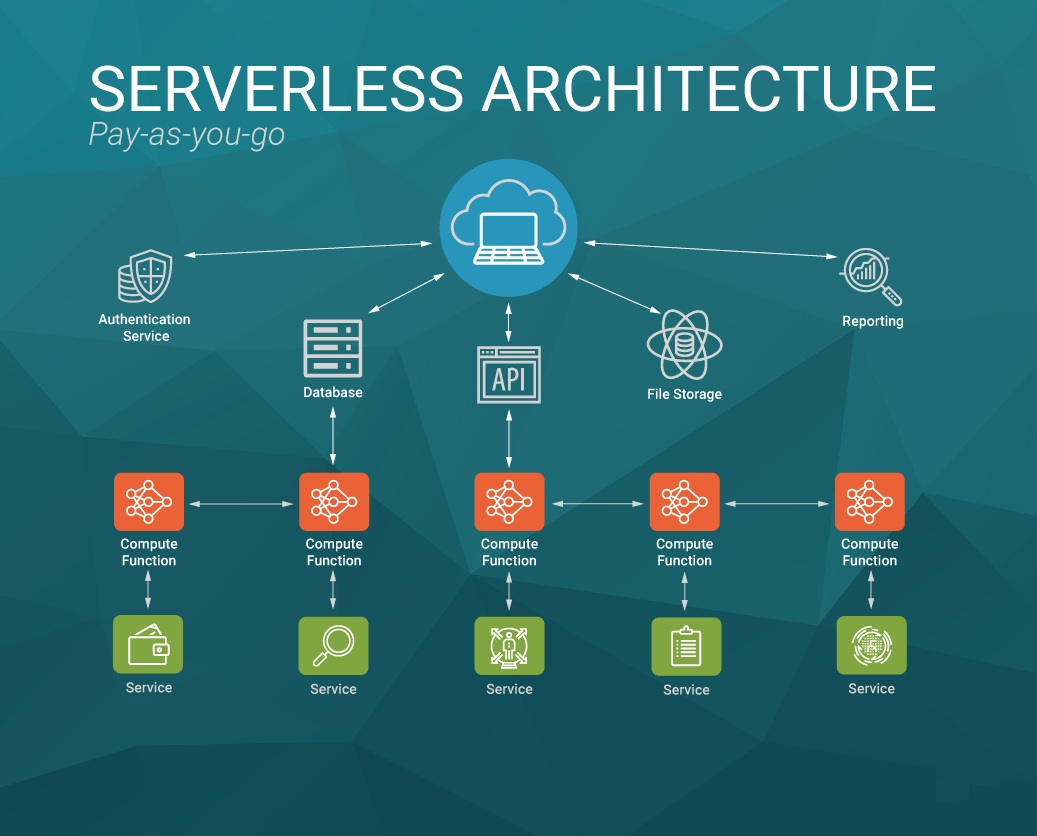 SERVERLESS ARCHITECTURE
Pay-as-you-go
Authentication
Service
Database
API
File Storage
Reporting
Compute
Function
Compute
Function
Compute
Function
Compute
Function
Compute
Function
Service
Service
Service
Service
Service